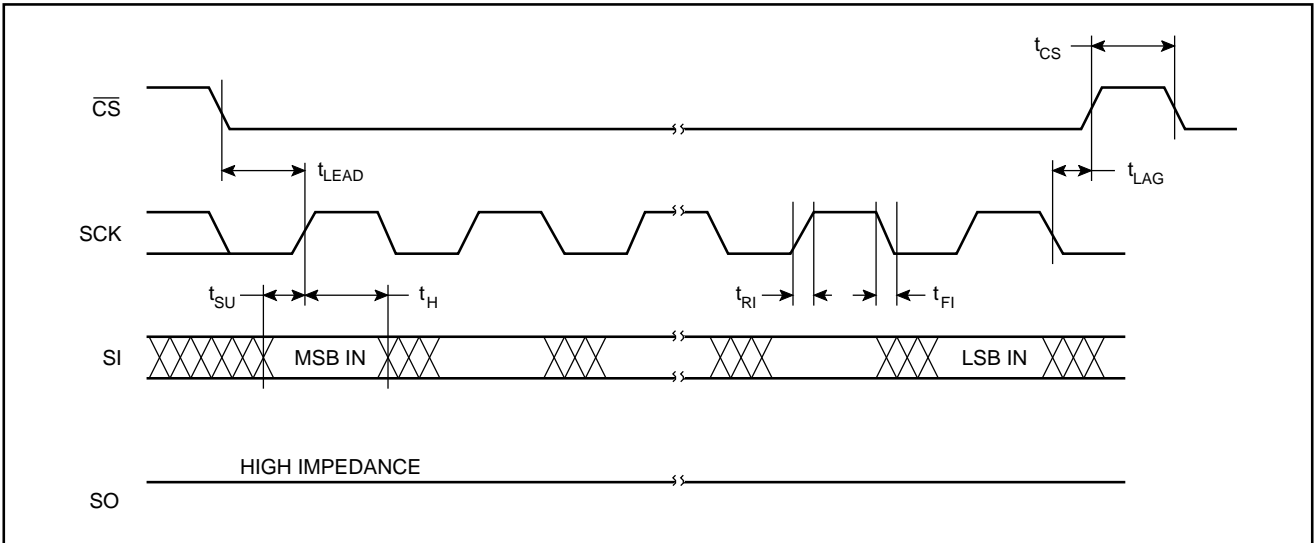 tCS
CS
tLEAD
tLAG
SCK
tSU
tH
tRI
tFI
SI
MSB IN
LSB IN
HIGH IMPEDANCE
SO